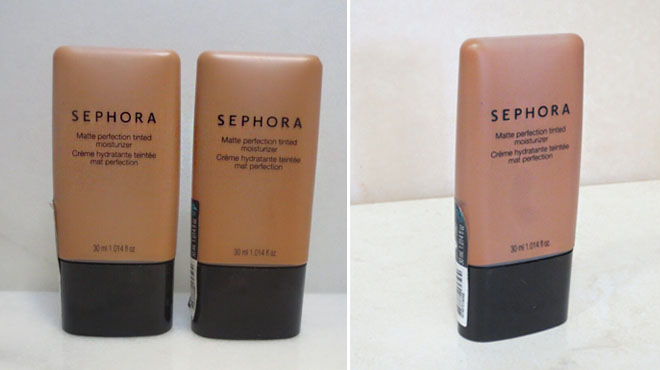 SEPHORA
Matte perfection tinted
moisturizer
Crème hydratante teintée
mat perfection
30 ml 1.014 fl oz.
SEPHORA
Matte perfection tinted
moisturizer
Crème hydratante teintée
mat perfection
30 ml 1.014 fl oz.
SEPHORA
Matte perfection tinted
moisturizer
Crème hydratante teintée
mat perfection
30 ml 1.014 fl oz.